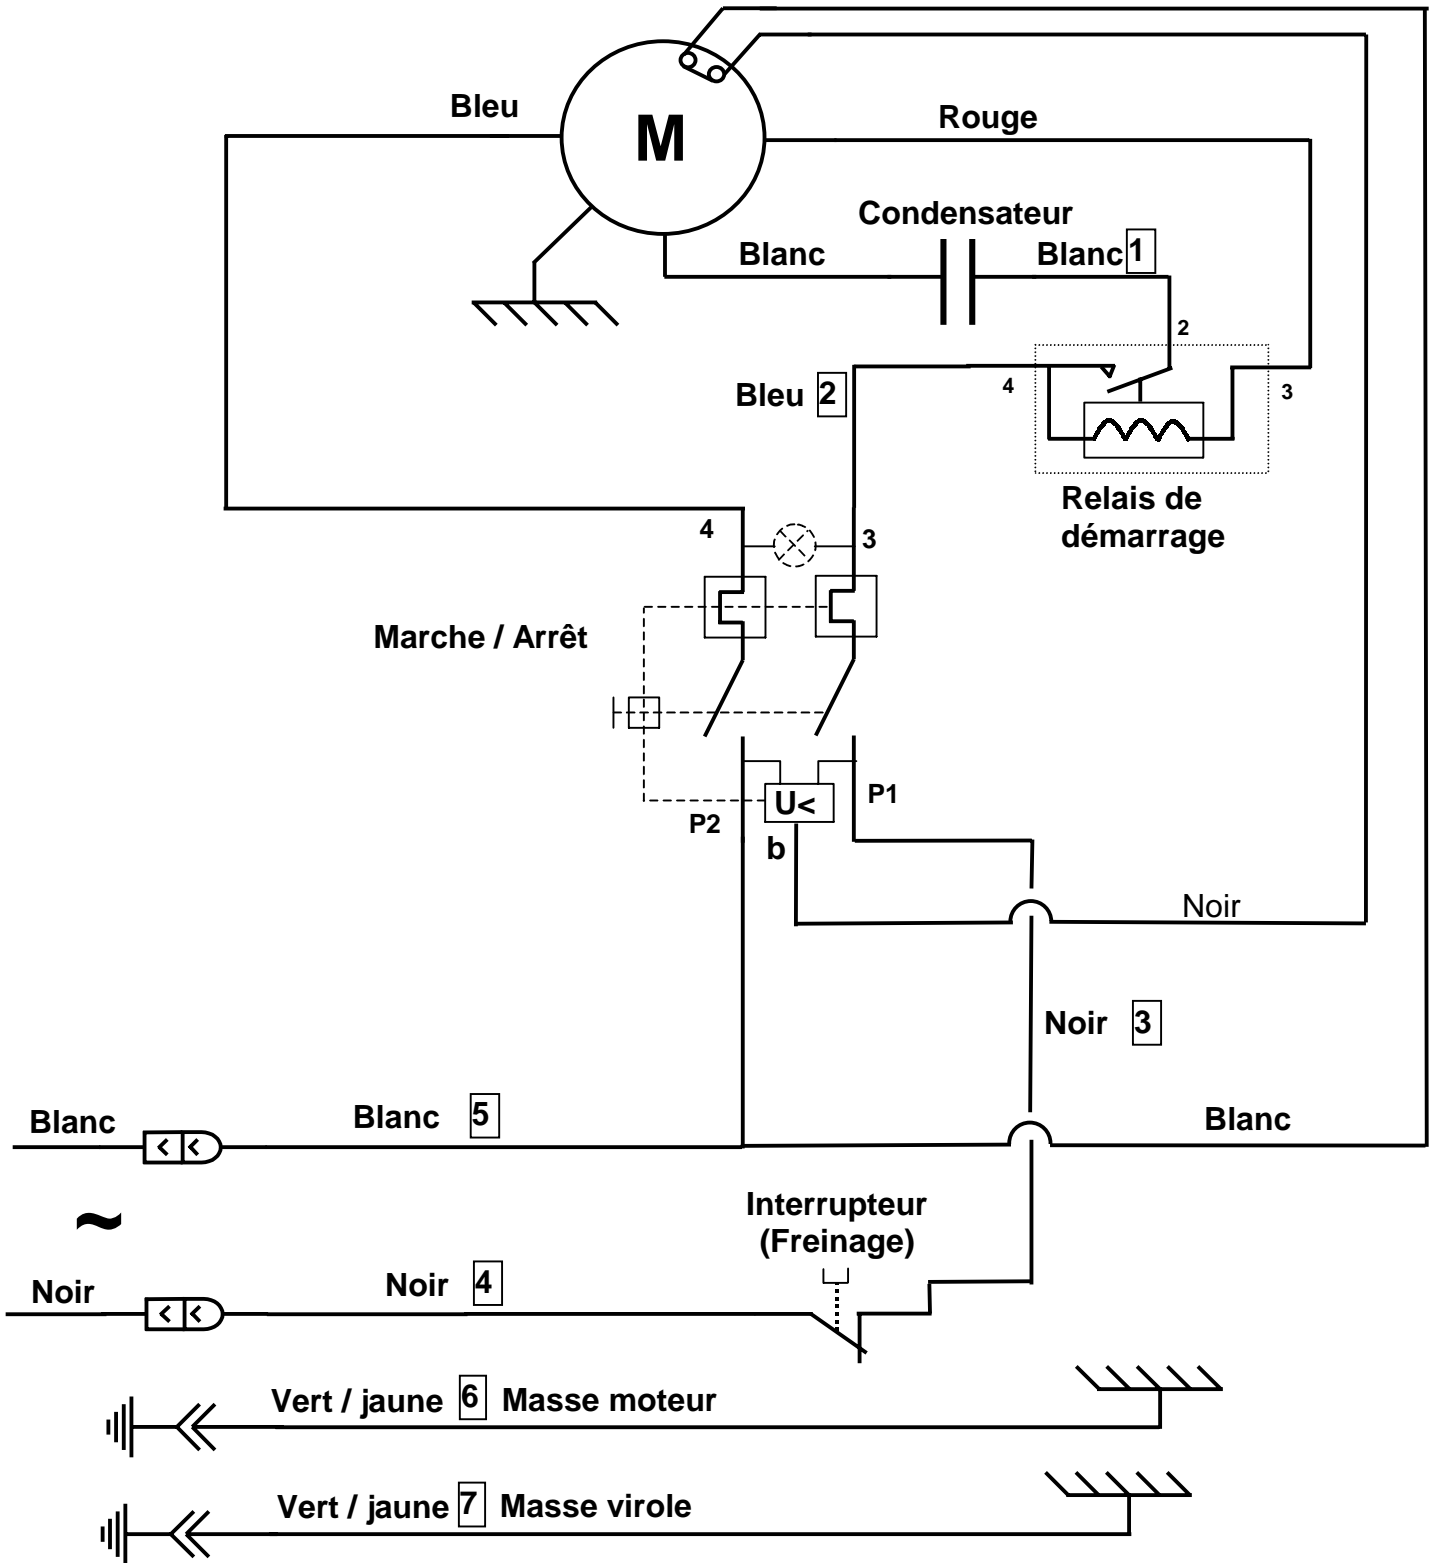 Bleu
M
Rouge
Condensateur
Blanc
Blanc 1
2
Bleu 2
4
3
Relais de
démarrage
4
3
Marche / Arrêt
U<
P1
P2
b
Noir
Noir 3
Blanc
Blanc 5
Blanc
~
Interrupteur
(Freinage)
Noir
Noir 4
Vert / jaune 6 Masse moteur
Vert / jaune 7 Masse virole